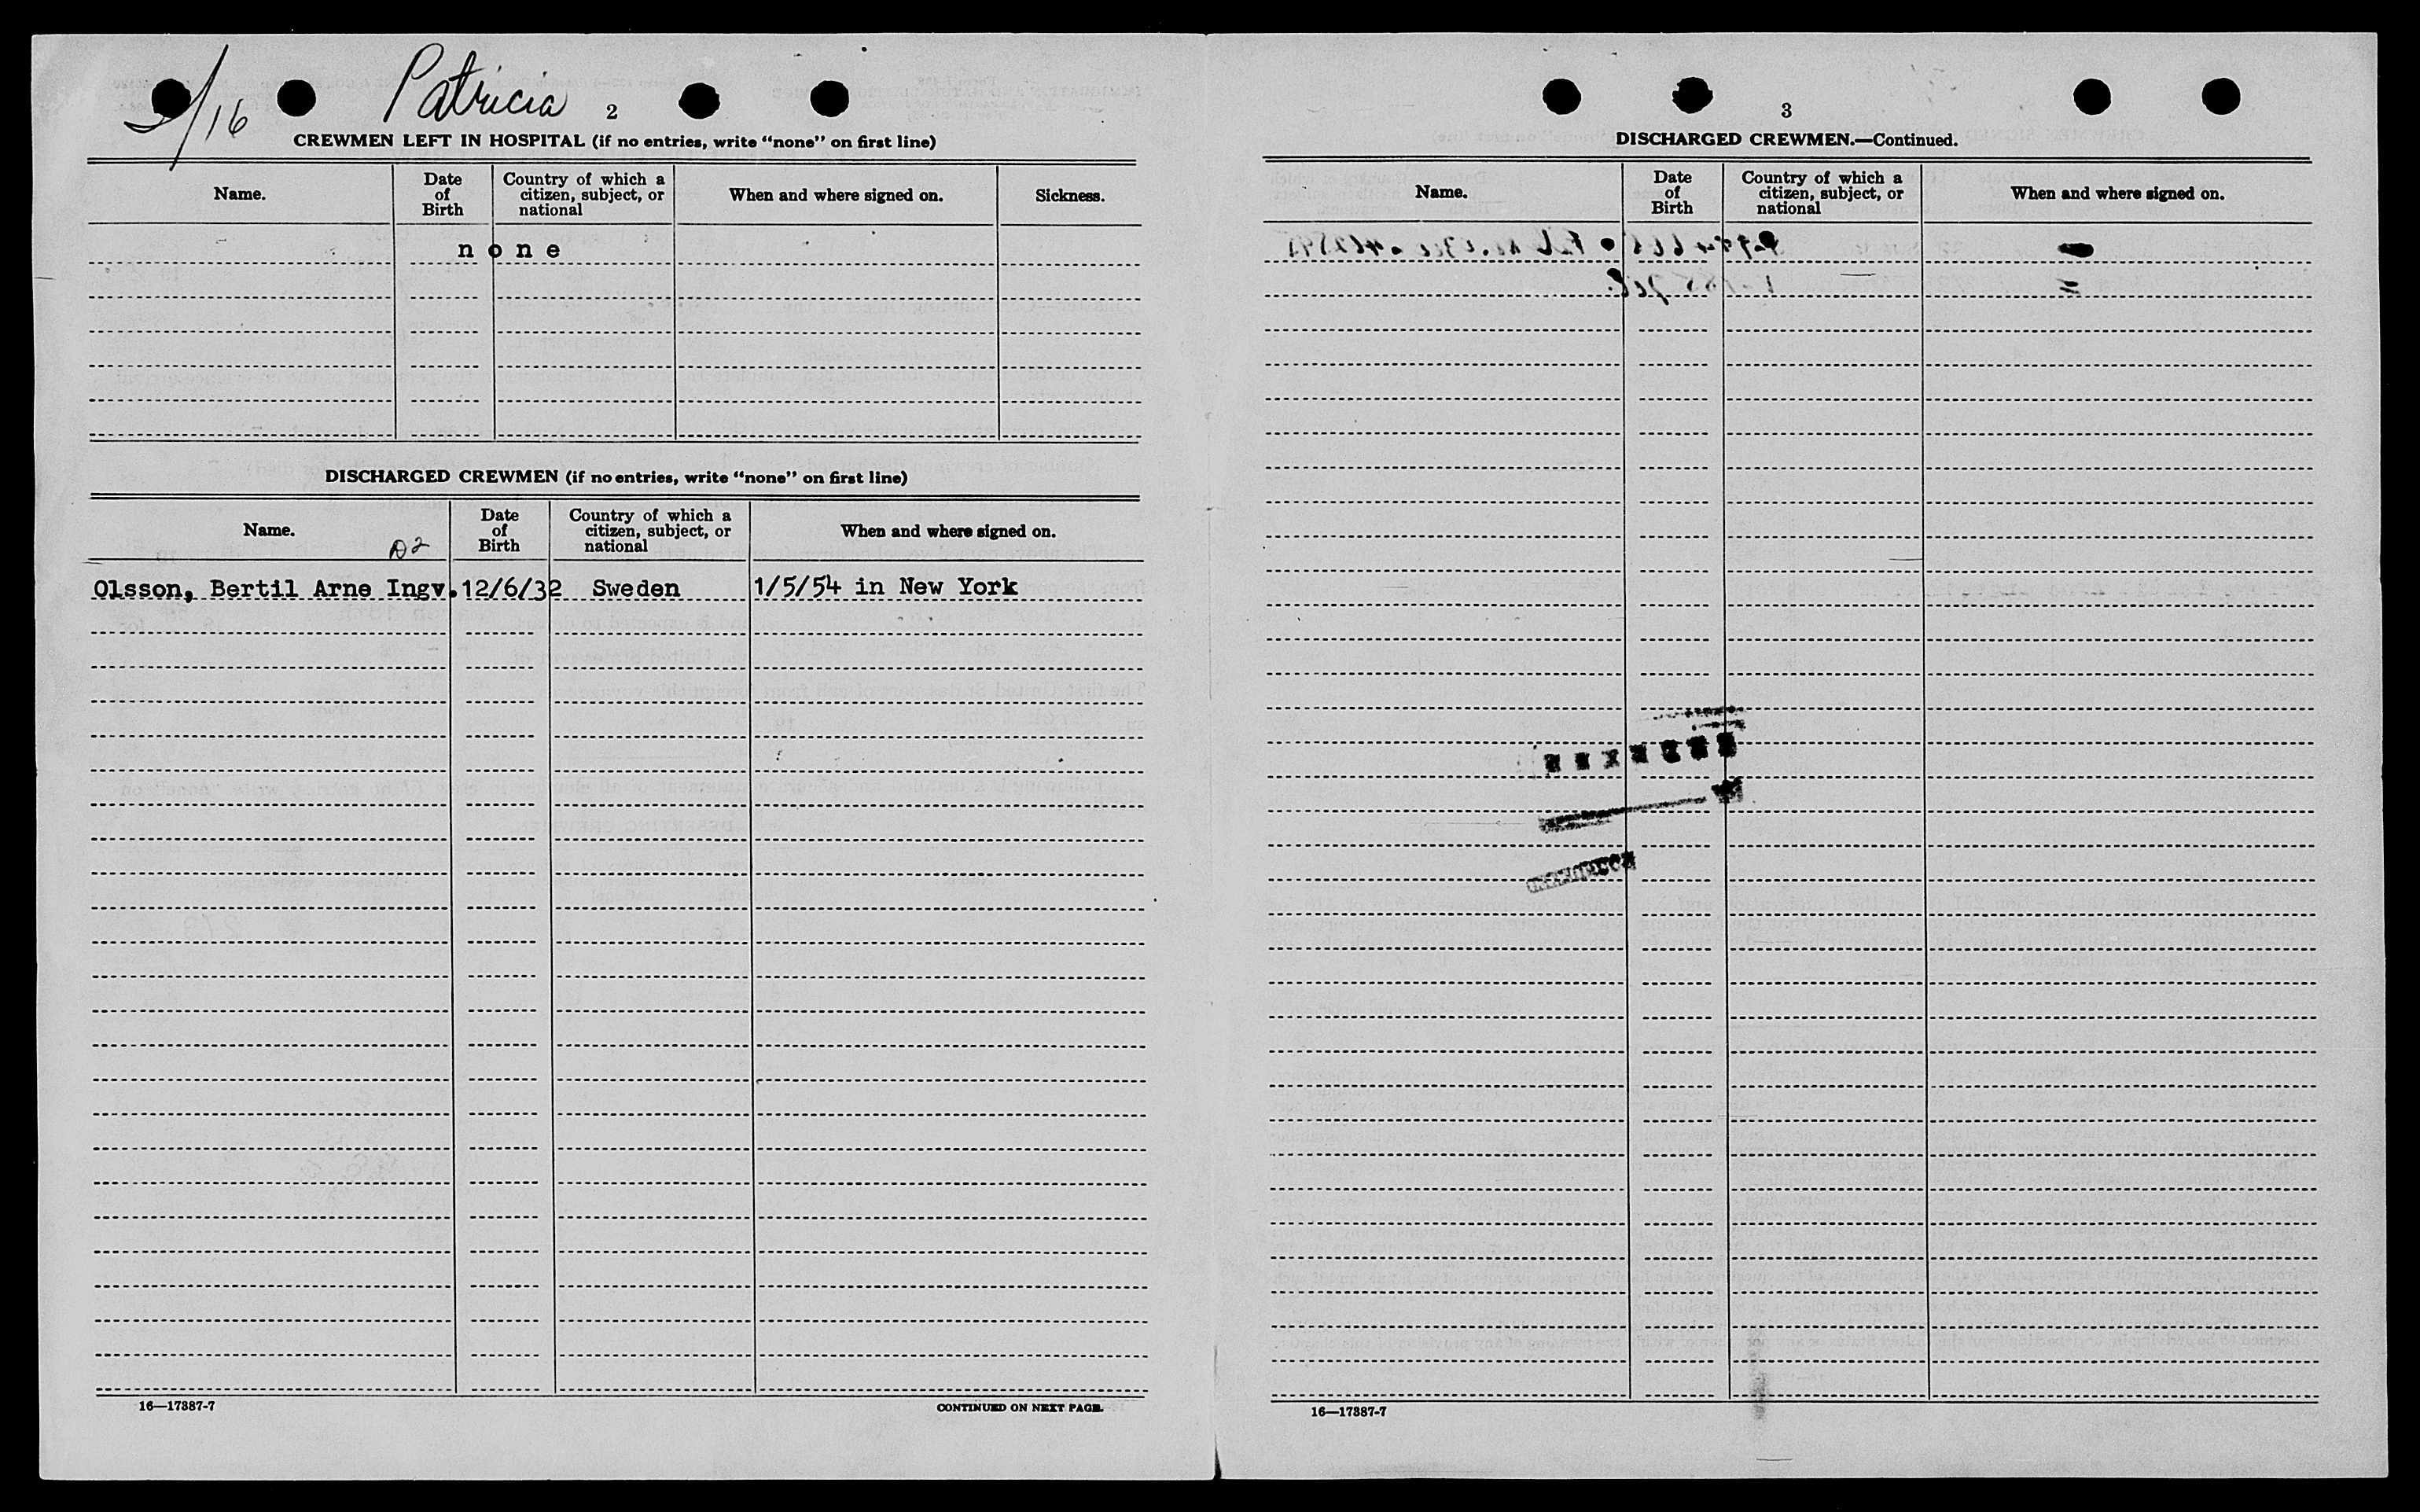 2/16 Patricia 2
CREWMEN LEFT IN HOSPITAL (if no entries, write “none” on first line)
Name. Date of Birth Country of which a citizen, subject, or national When and where signed on. Sickness.
none
DISCHARGED CREWMEN (if no entries, write “none” on first line)
Name. D2 Date of Birth Country of which a citizen, subject, or national When and where signed on.
Olsson, Bertil Arne Ingv. 12/6/32 Sweden 1/5/54 in New York
16—17387-7 CONTINUED ON NEXT PAGE.
3
DISCHARGED CREWMEN.—Continued.
Name. Date of Birth Country of which a citizen, subject, or national When and where signed on.
16—17387-7